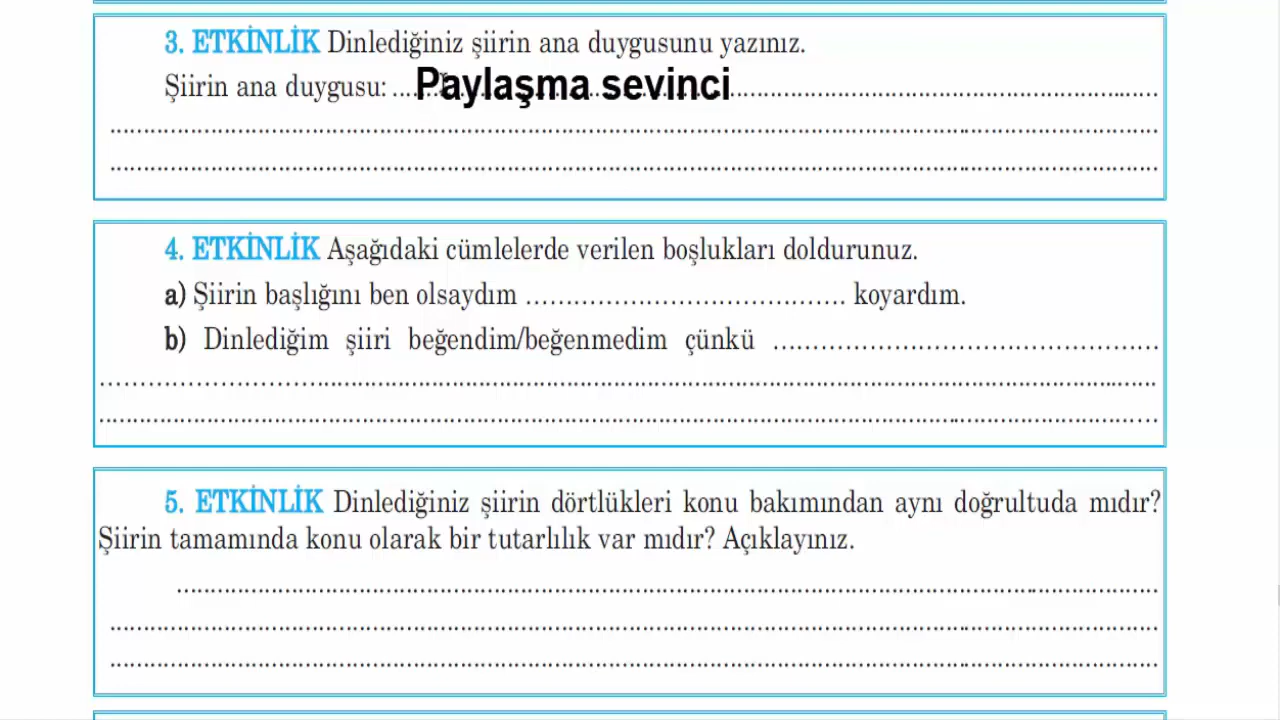 3. ETKİNLİK Dinlediğiniz şiirin ana duygusunu yazınız.
Şiirin ana duygusu: ...... Paylaşma sevinci ..............................
....................................................................................
....................................................................................
4. ETKİNLİK Aşağıdaki cümlelerde verilen boşlukları doldurunuz.
a) Şiirin başlığını ben olsaydım ........................................ koyardım.
b) Dinlediğim şiiri beğendim/beğenmedim çünkü ................................................
....................................................................................
....................................................................................
5. ETKİNLİK Dinlediğiniz şiirin dörtlükleri konu bakımından aynı doğrultuda mıdır?
Şiirin tamamında konu olarak bir tutarlılık var mıdır? Açıklayınız.
....................................................................................
....................................................................................
....................................................................................